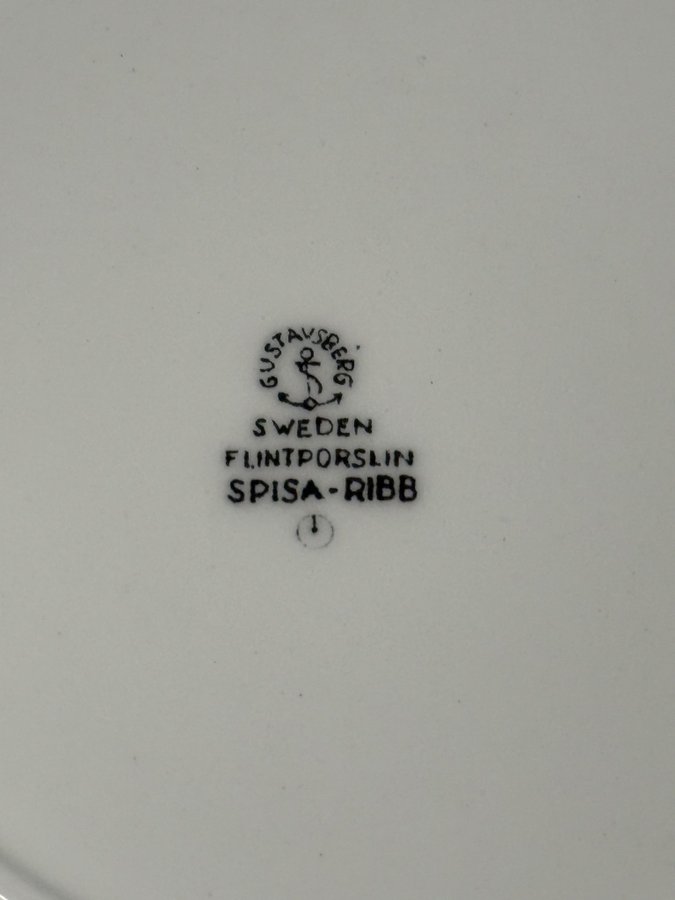 GUSTAVSBERG
SWEDEN
FLINTPORSLIN
SPISA-RIBB